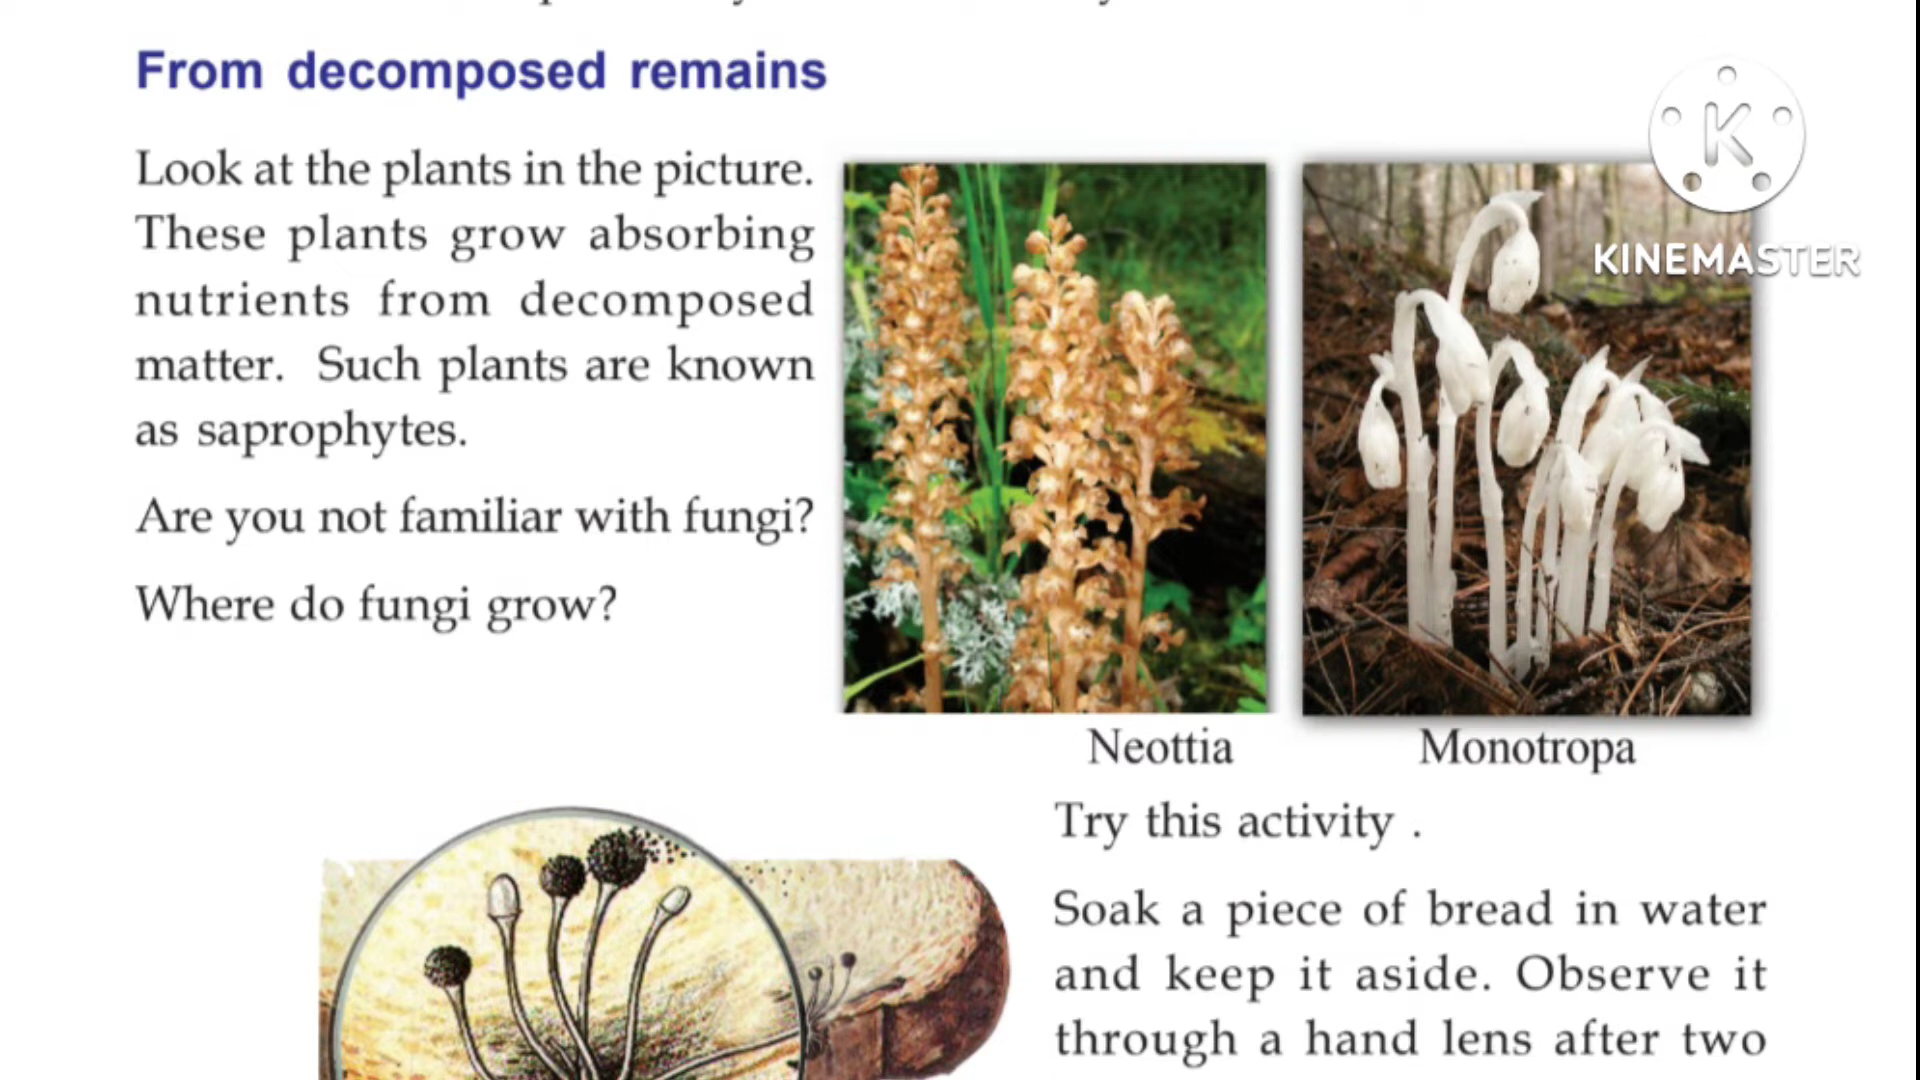 From decomposed remains
Look at the plants in the picture.
These plants grow absorbing
nutrients from decomposed
matter. Such plants are known
as saprophytes.
Are you not familiar with fungi?
Where do fungi grow?
K
KINEMASTER
Neottia
Monotropa
Try this activity .
Soak a piece of bread in water
and keep it aside. Observe it
through a hand lens after two